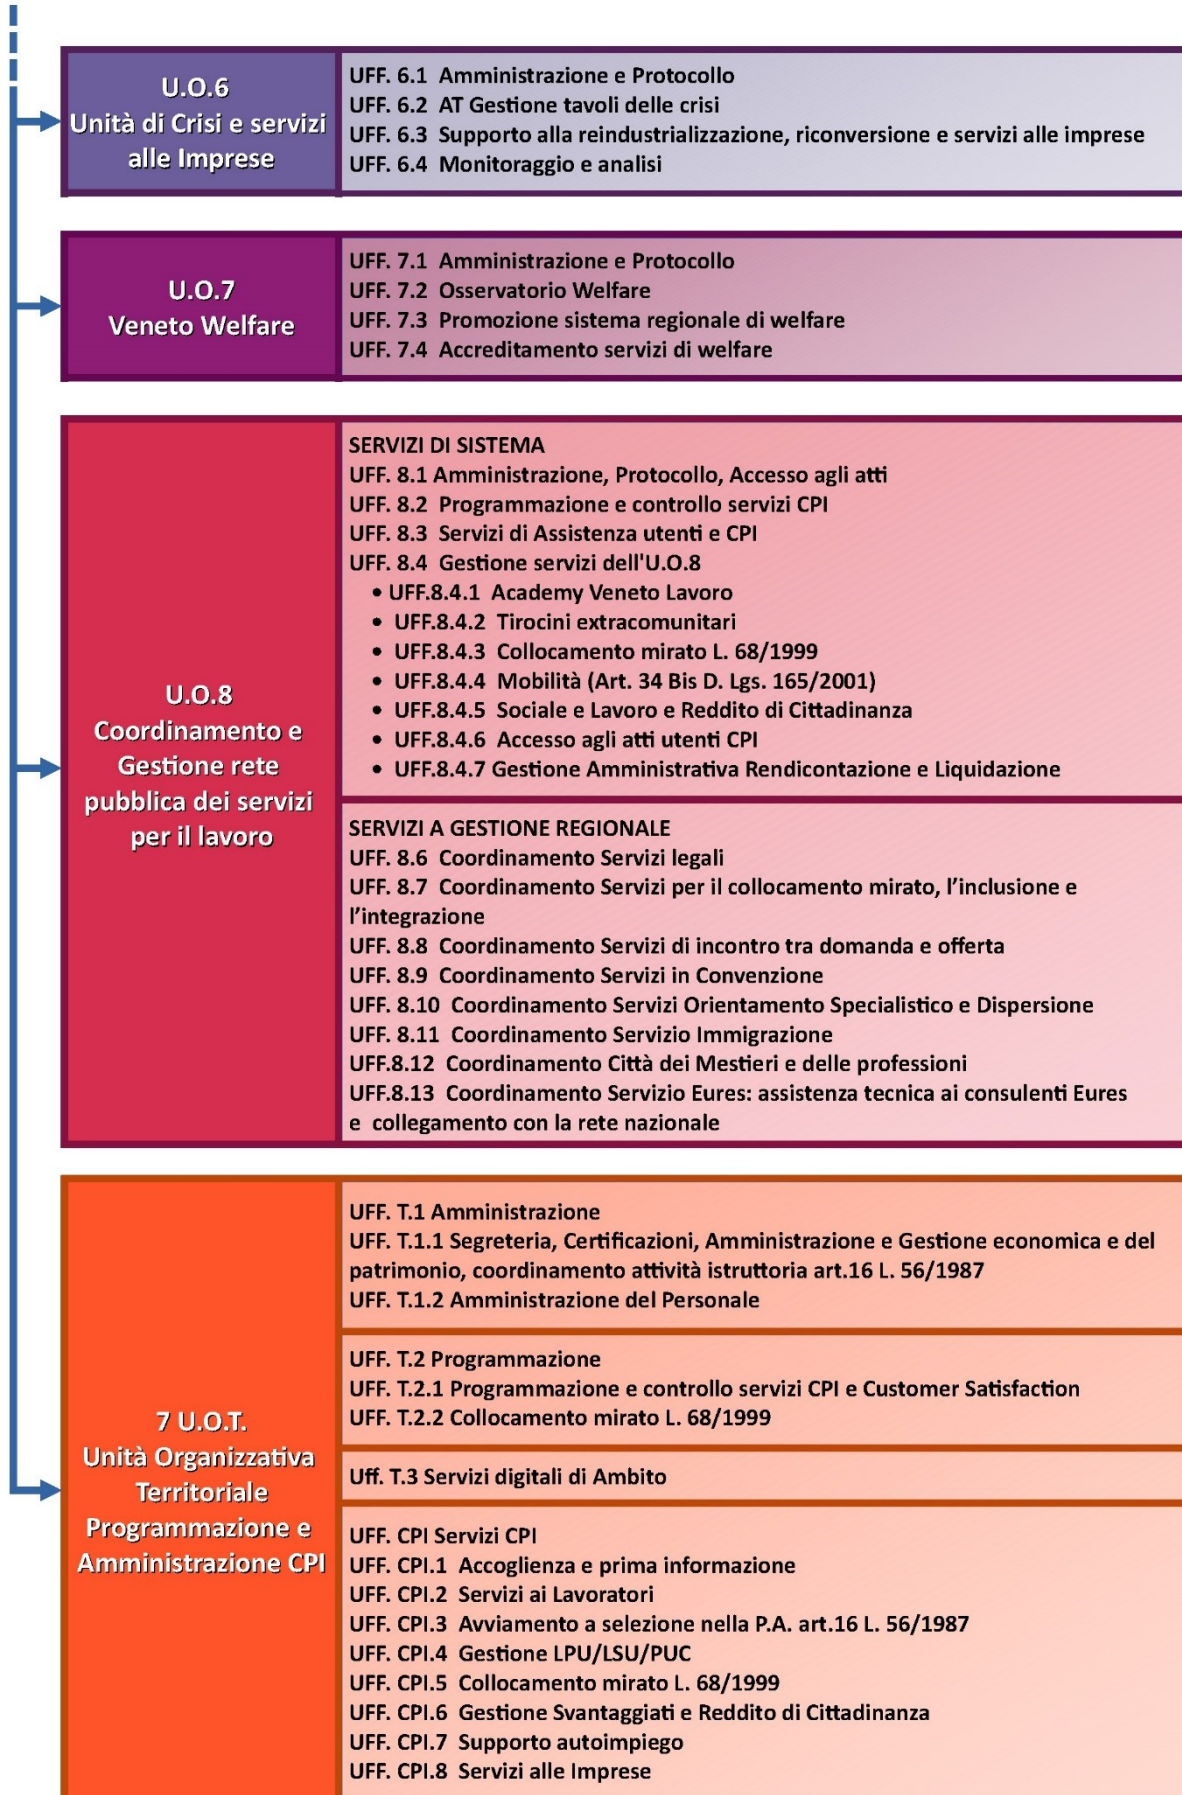 U.O.6
Unità di Crisi e servizi
alle Imprese
UFF. 6.1 Amministrazione e Protocollo
UFF. 6.2 AT Gestione tavoli delle crisi
UFF. 6.3 Supporto alla reindustrializzazione, riconversione e servizi alle imprese
UFF. 6.4 Monitoraggio e analisi
U.O.7
Veneto Welfare
UFF. 7.1 Amministrazione e Protocollo
UFF. 7.2 Osservatorio Welfare
UFF. 7.3 Promozione sistema regionale di welfare
UFF. 7.4 Accreditamento servizi di welfare
U.O.8
Coordinamento e
Gestione rete
pubblica dei servizi
per il lavoro
SERVIZI DI SISTEMA
UFF. 8.1 Amministrazione, Protocollo, Accesso agli atti
UFF. 8.2 Programmazione e controllo servizi CPI
UFF. 8.3 Servizi di Assistenza utenti e CPI
UFF. 8.4 Gestione servizi dell'U.O.8
• UFF.8.4.1 Academy Veneto Lavoro
• UFF.8.4.2 Tirocini extracomunitari
• UFF.8.4.3 Collocamento mirato L. 68/1999
• UFF.8.4.4 Mobilità (Art. 34 Bis D. Lgs. 165/2001)
• UFF.8.4.5 Sociale e Lavoro e Reddito di Cittadinanza
• UFF.8.4.6 Accesso agli atti utenti CPI
• UFF.8.4.7 Gestione Amministrativa Rendicontazione e Liquidazione
SERVIZI A GESTIONE REGIONALE
UFF. 8.6 Coordinamento Servizi legali
UFF. 8.7 Coordinamento Servizi per il collocamento mirato, l’inclusione e
l’integrazione
UFF. 8.8 Coordinamento Servizi di incontro tra domanda e offerta
UFF. 8.9 Coordinamento Servizi in Convenzione
UFF. 8.10 Coordinamento Servizi Orientamento Specialistico e Dispersione
UFF. 8.11 Coordinamento Servizio Immigrazione
UFF.8.12 Coordinamento Città dei Mestieri e delle professioni
UFF.8.13 Coordinamento Servizio Eures: assistenza tecnica ai consulenti Eures
e collegamento con la rete nazionale
7 U.O.T.
Unità Organizzativa
Territoriale
Programmazione e
Amministrazione CPI
UFF. T.1 Amministrazione
UFF. T.1.1 Segreteria, Certificazioni, Amministrazione e Gestione economica e del
patrimonio, coordinamento attività istruttoria art.16 L. 56/1987
UFF. T.1.2 Amministrazione del Personale
UFF. T.2 Programmazione
UFF. T.2.1 Programmazione e controllo servizi CPI e Customer Satisfaction
UFF. T.2.2 Collocamento mirato L. 68/1999
Uff. T.3 Servizi digitali di Ambito
UFF. CPI Servizi CPI
UFF. CPI.1 Accoglienza e prima informazione
UFF. CPI.2 Servizi ai Lavoratori
UFF. CPI.3 Avviamento a selezione nella P.A. art.16 L. 56/1987
UFF. CPI.4 Gestione LPU/LSU/PUC
UFF. CPI.5 Collocamento mirato L. 68/1999
UFF. CPI.6 Gestione Svantaggiati e Reddito di Cittadinanza
UFF. CPI.7 Supporto autoimpiego
UFF. CPI.8 Servizi alle Imprese